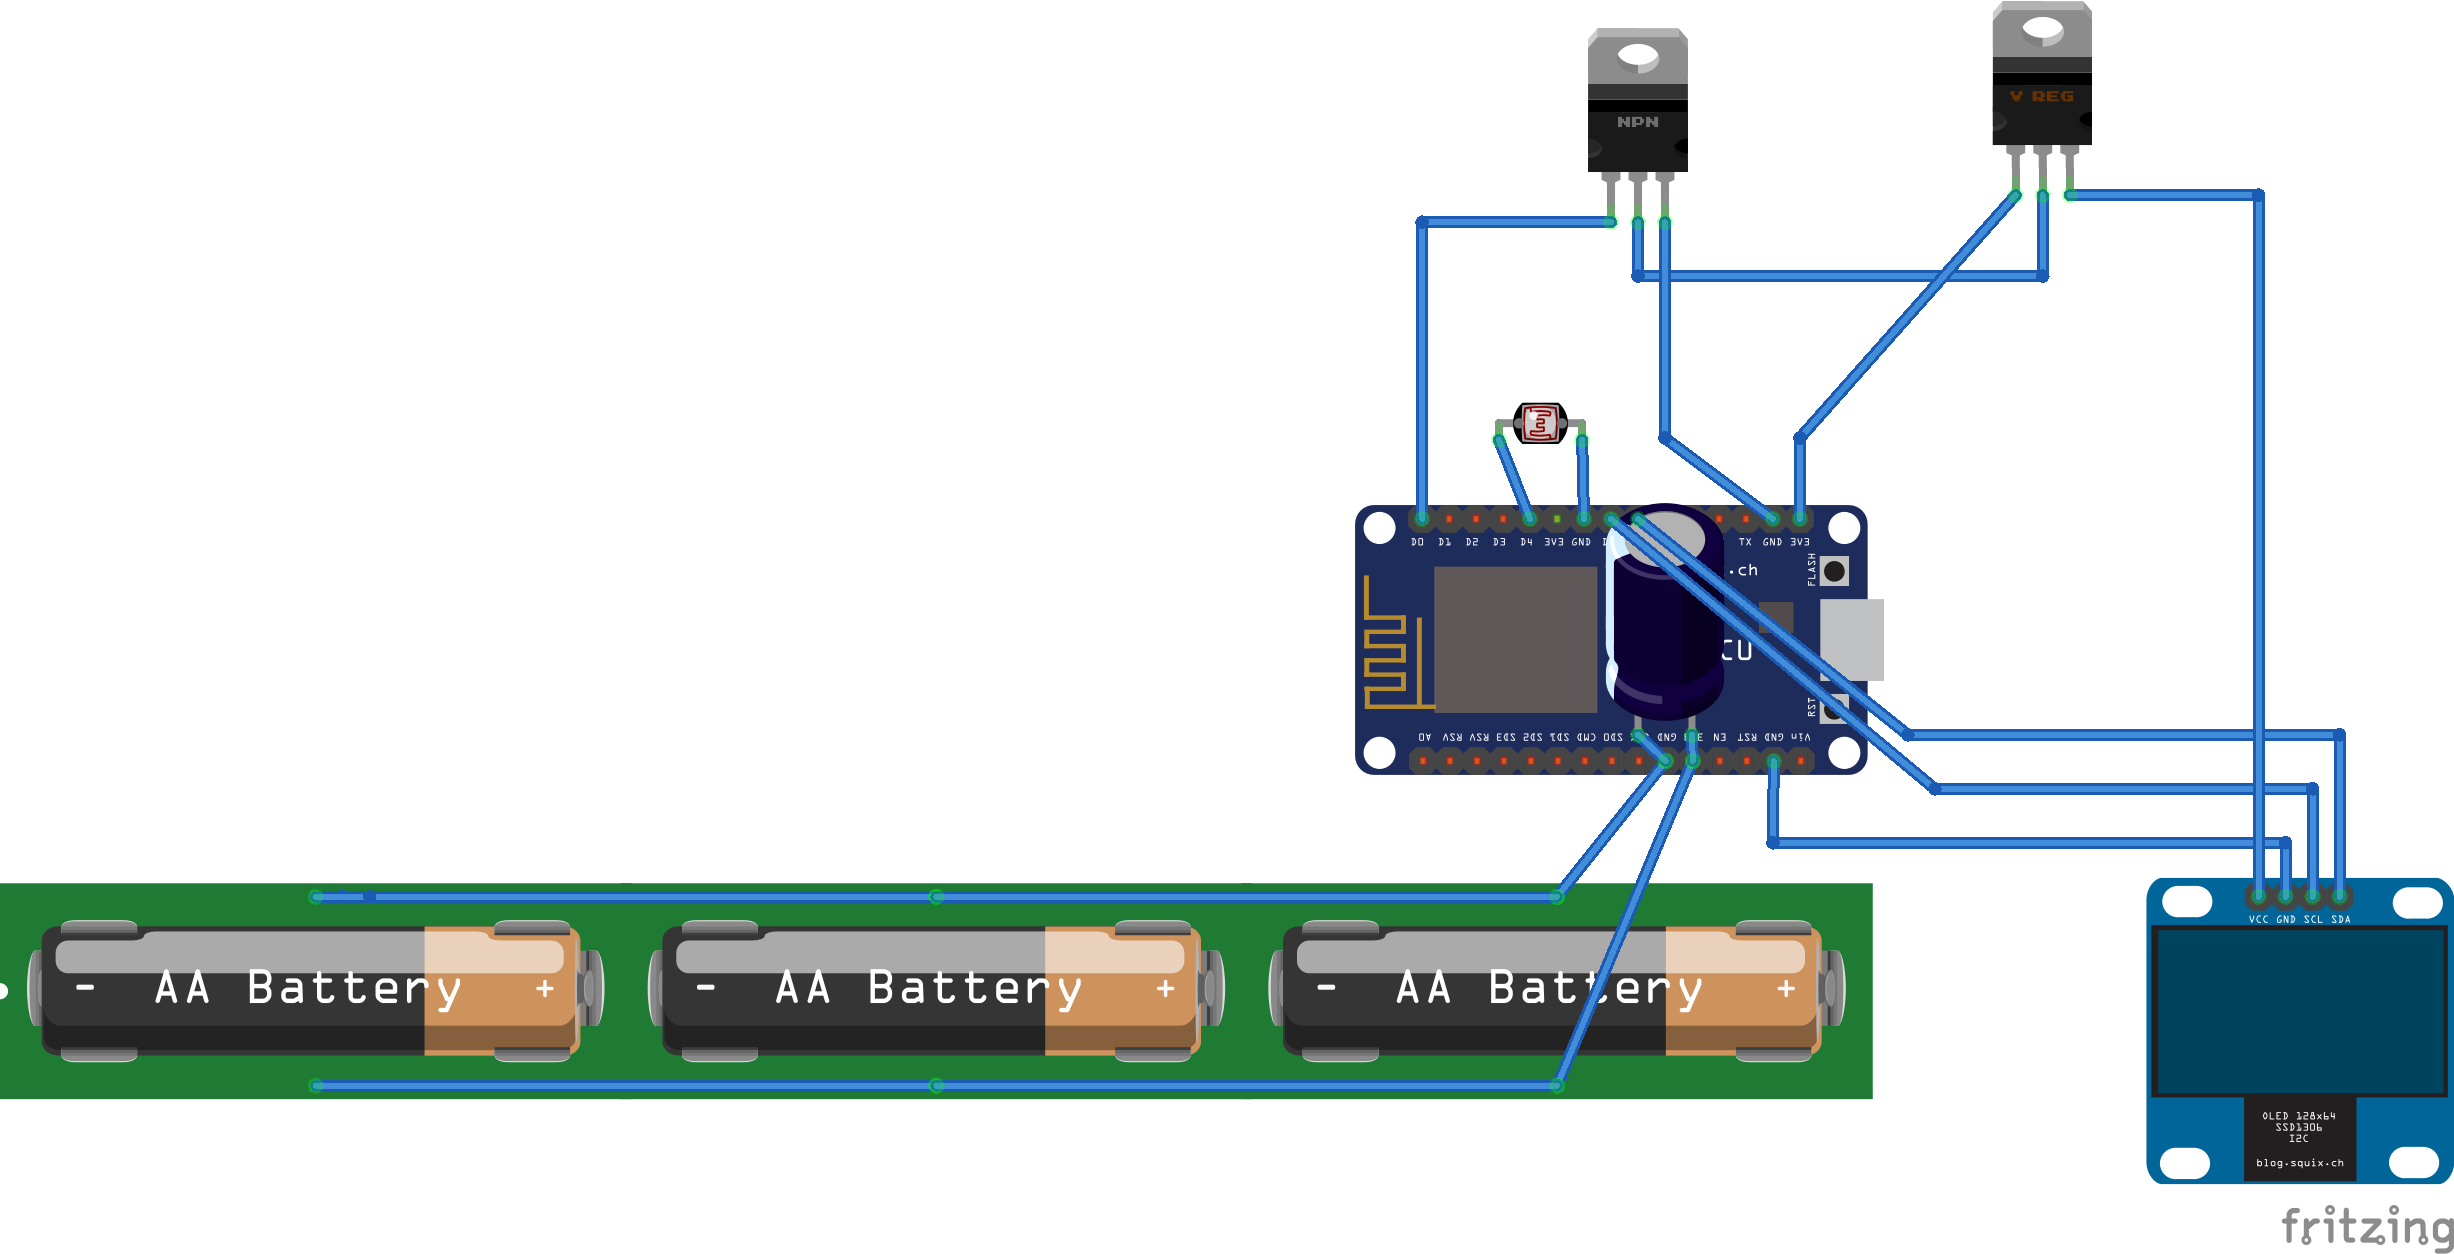 V REG
NPN
D0 D1 D2 D3 D4 3V3 GND TX GND 3V3
FLASH
.ch
CU
RST
A0 RSV RSV SD3 SD2 SD1 CMD SD0 GND EN RST GND Vin
VCC GND SCL SDA
- AA Battery +
- AA Battery +
- AA Battery +
OLED 128x64
SSD1306
I2C
blog.squix.ch
fritzing